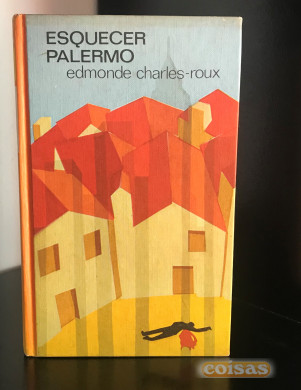 ESQUECER
PALERMO
edmonde charles-roux
coisas